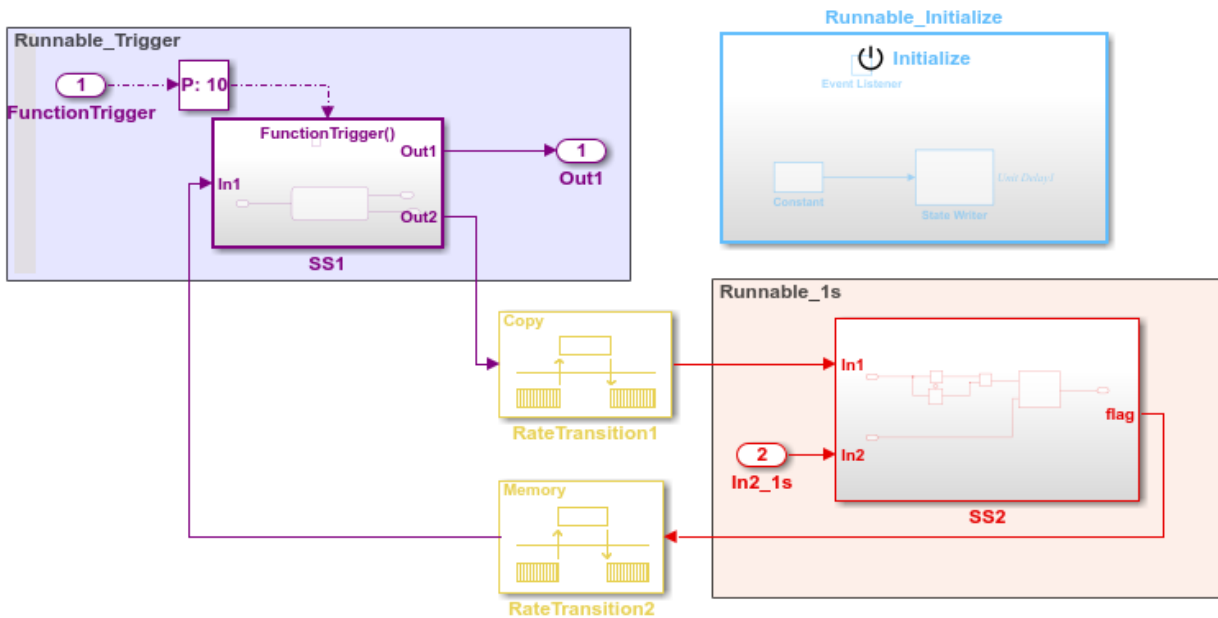 Runnable_Initialize
Runnable_Trigger
1
P: 10
FunctionTrigger
FunctionTrigger()
In1
Out1
Out2
SS1
1
Out1
Initialize
Event Listener
Constant
State Writer
Unit Delay1
Runnable_1s
Copy
RateTransition1
In1
In2
flag
2
In2_1s
SS2
Memory
RateTransition2